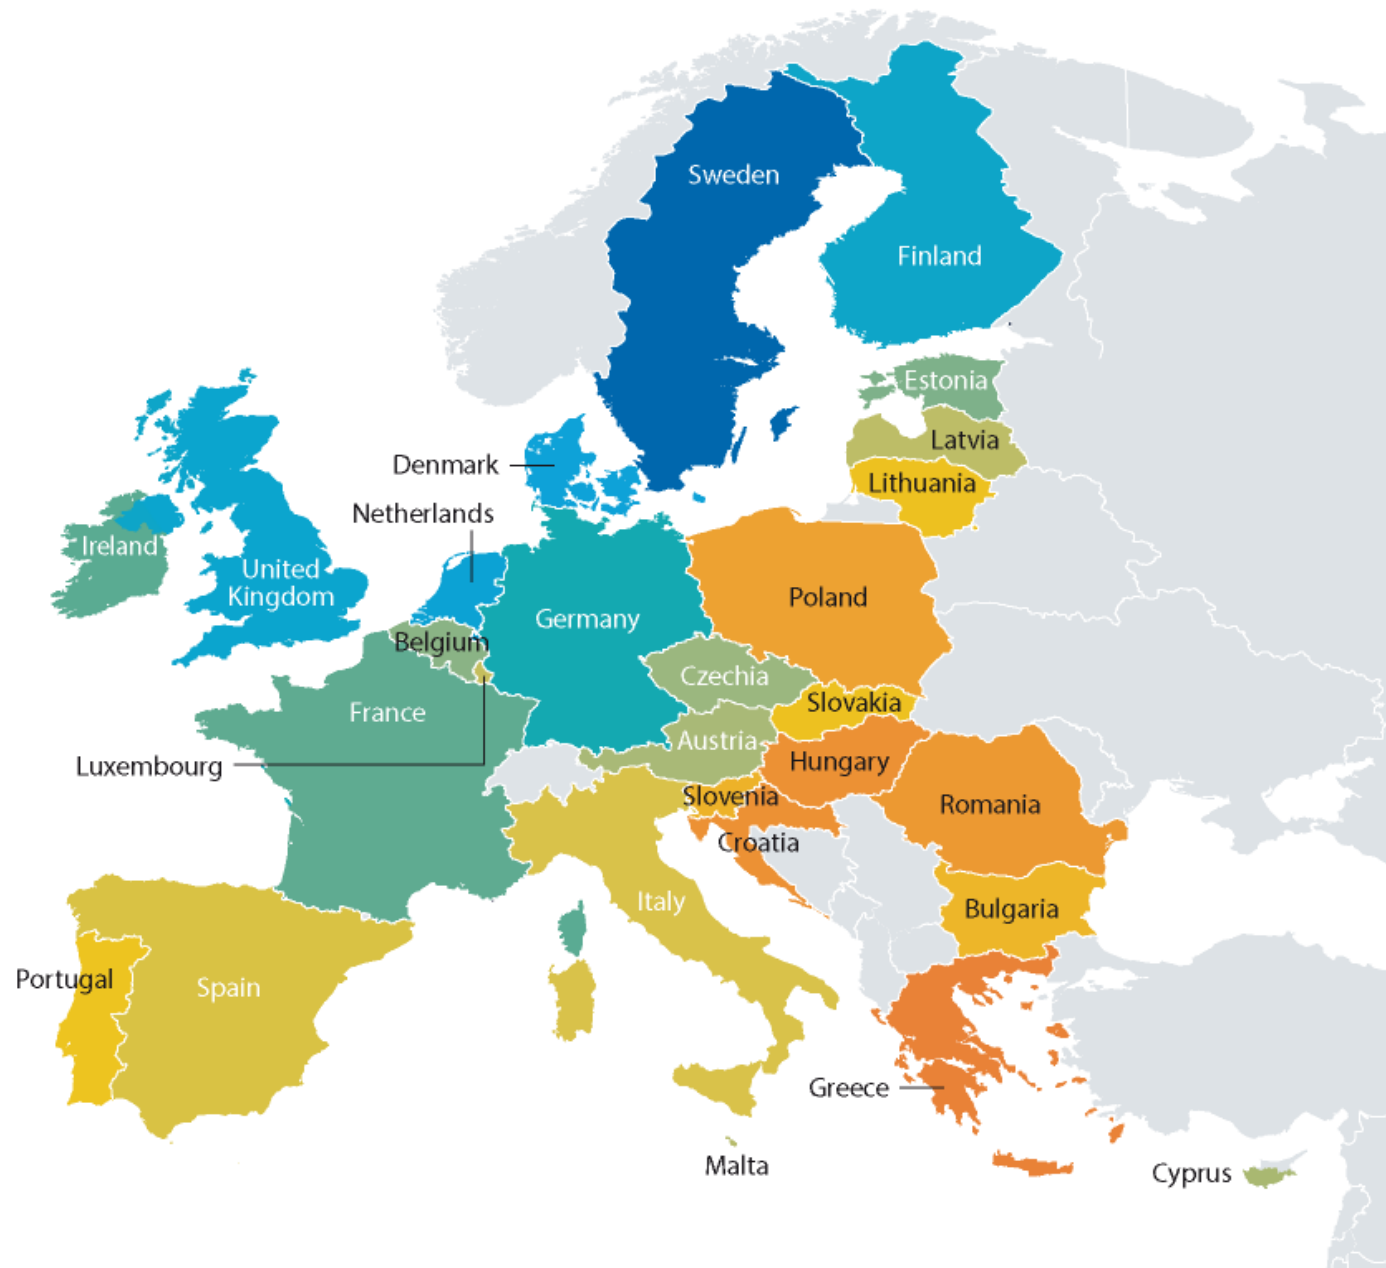 Sweden
Finland
Estonia
Latvia
Denmark
Lithuania
Netherlands
Ireland
United
Kingdom
Poland
Germany
Belgium
Czechia
Slovakia
France
Austria
Luxembourg
Hungary
Slovenia
Romania
Croatia
Italy
Bulgaria
Portugal
Spain
Greece
Malta
Cyprus